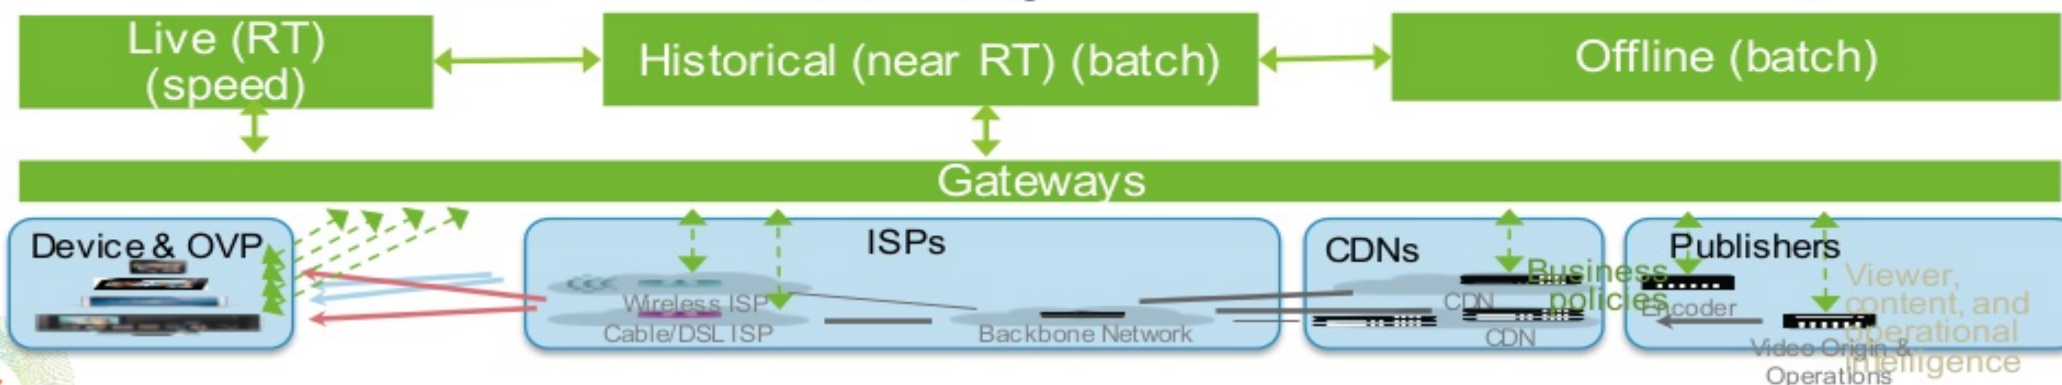 Live (RT)
(speed)
Historical (near RT) (batch)
Offline (batch)
Gateways
Device & OVP
ISPs
Wireless ISP
Cable/DSL ISP
Backbone Network
CDNs
CDN
CDN
Business
policies
Publishers
Encoder
Viewer,
content, and
operational
intelligence
Video Origin &
Operations